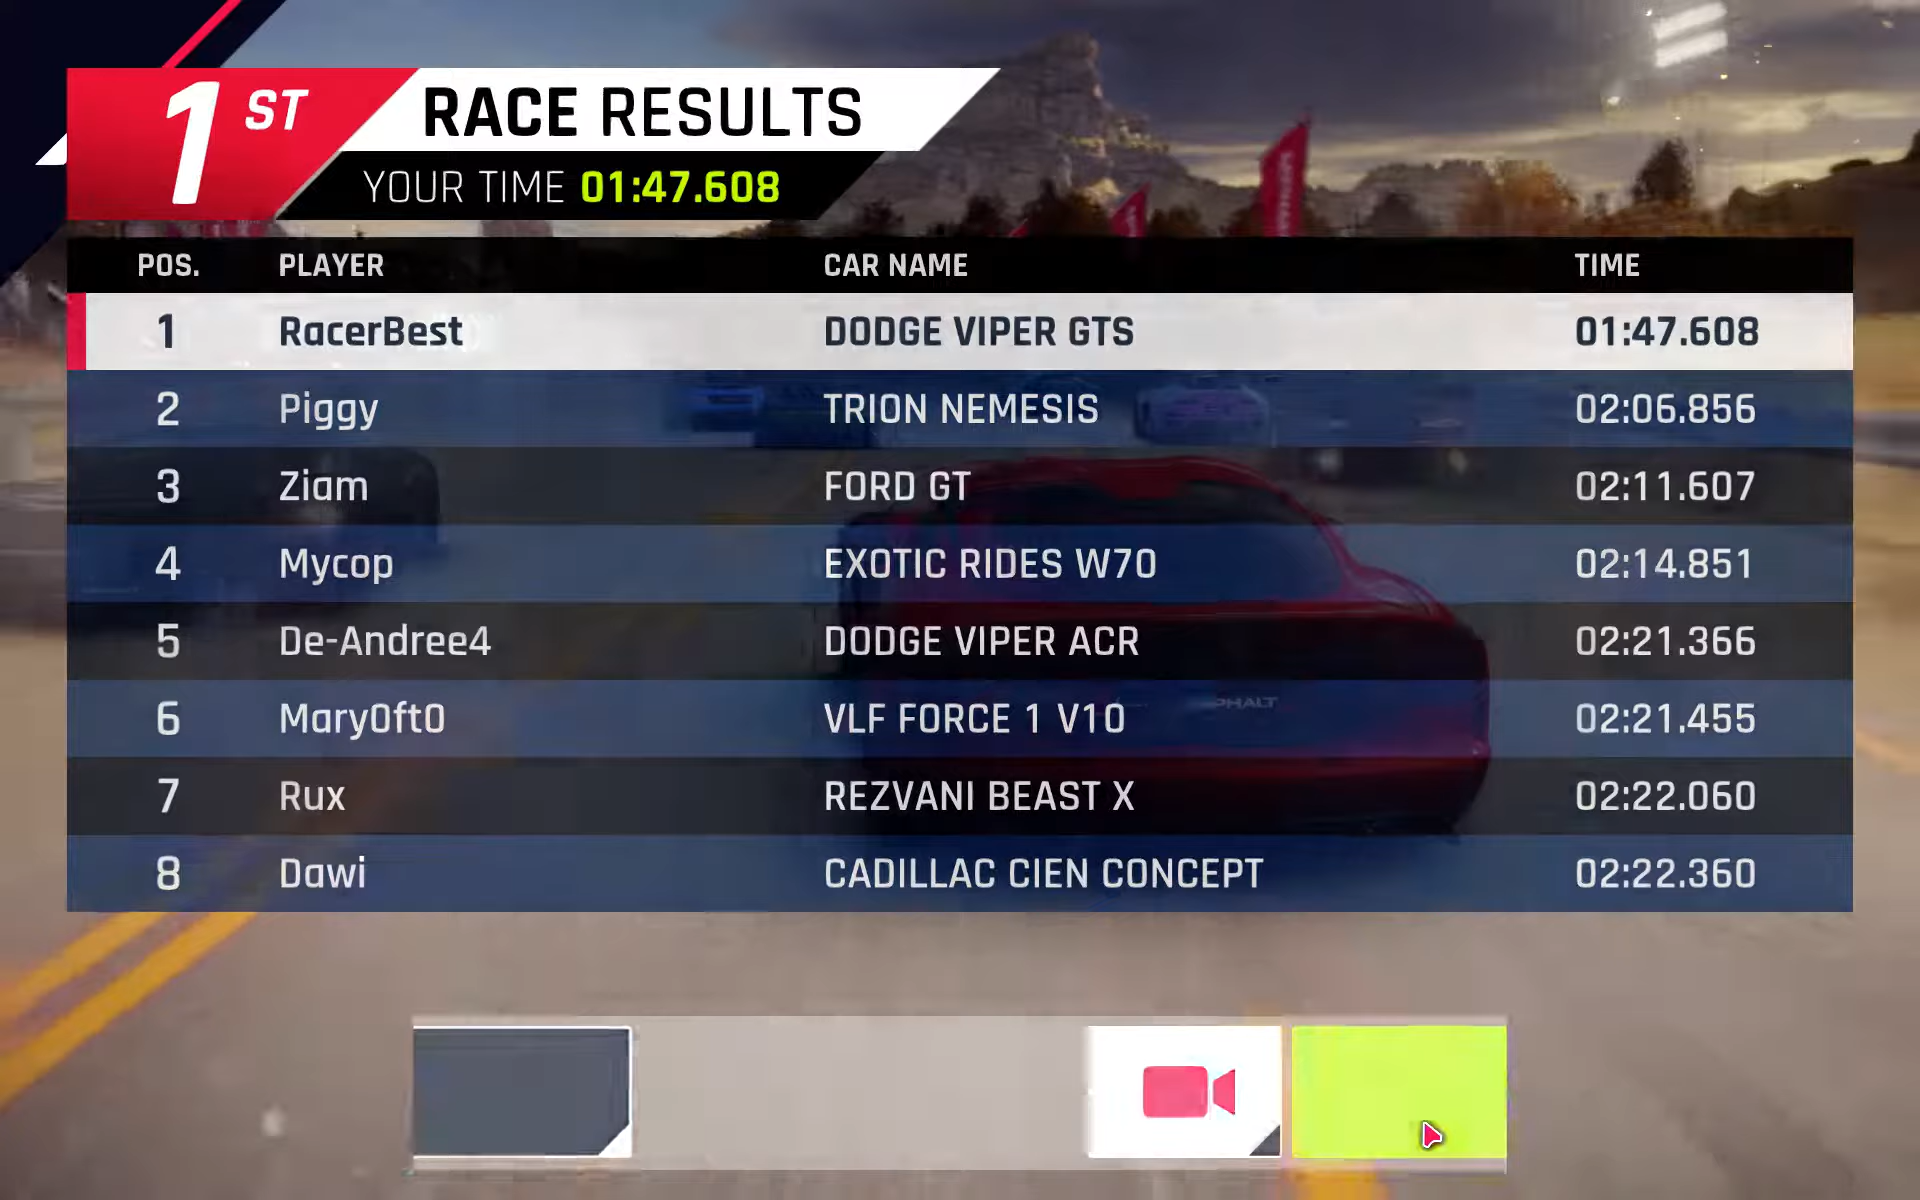 1ST
RACE RESULTS
YOUR TIME 01:47.608
POS. PLAYER CAR NAME TIME
1 RacerBest DODGE VIPER GTS 01:47.608
2 Piggy TRION NEMESIS 02:06.856
3 Ziam FORD GT 02:11.607
4 Mycop EXOTIC RIDES W70 02:14.851
5 De-Andree4 DODGE VIPER ACR 02:21.366
6 Mary0ft0 VLF FORCE 1 V10 02:21.455
7 Rux REZVANI BEAST X 02:22.060
8 Dawi CADILLAC CIEN CONCEPT 02:22.360